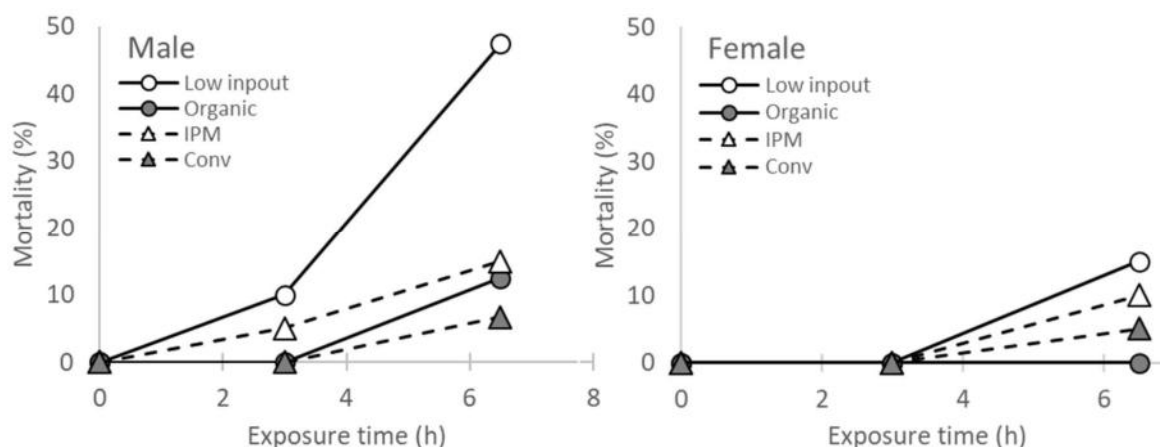 Male
Low inpout
Organic
IPM
Conv
50
40
30
20
10
0
Mortality (%)
0 2 4 6 8
Exposure time (h)
Female
Low inpout
Organic
IPM
Conv
50
40
30
20
10
0
Mortality (%)
0 2 4 6
Exposure time (h)